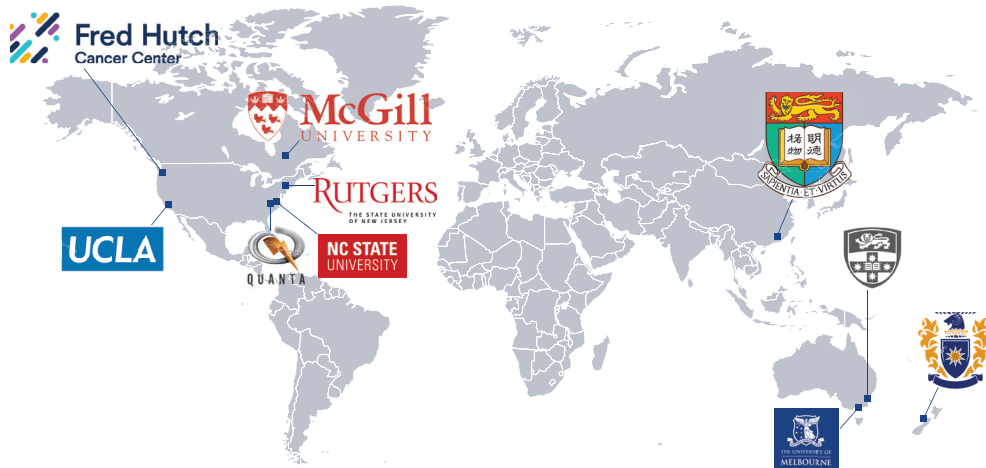 Fred Hutch
Cancer Center
McGill
UNIVERSITY
RUTGERS
THE STATE UNIVERSITY
OF NEW JERSEY
UCLA
QUANTA
NC STATE
UNIVERSITY
明德
格物
SAPIENTIA·ET·VIRTUS
THE UNIVERSITY OF
MELBOURNE